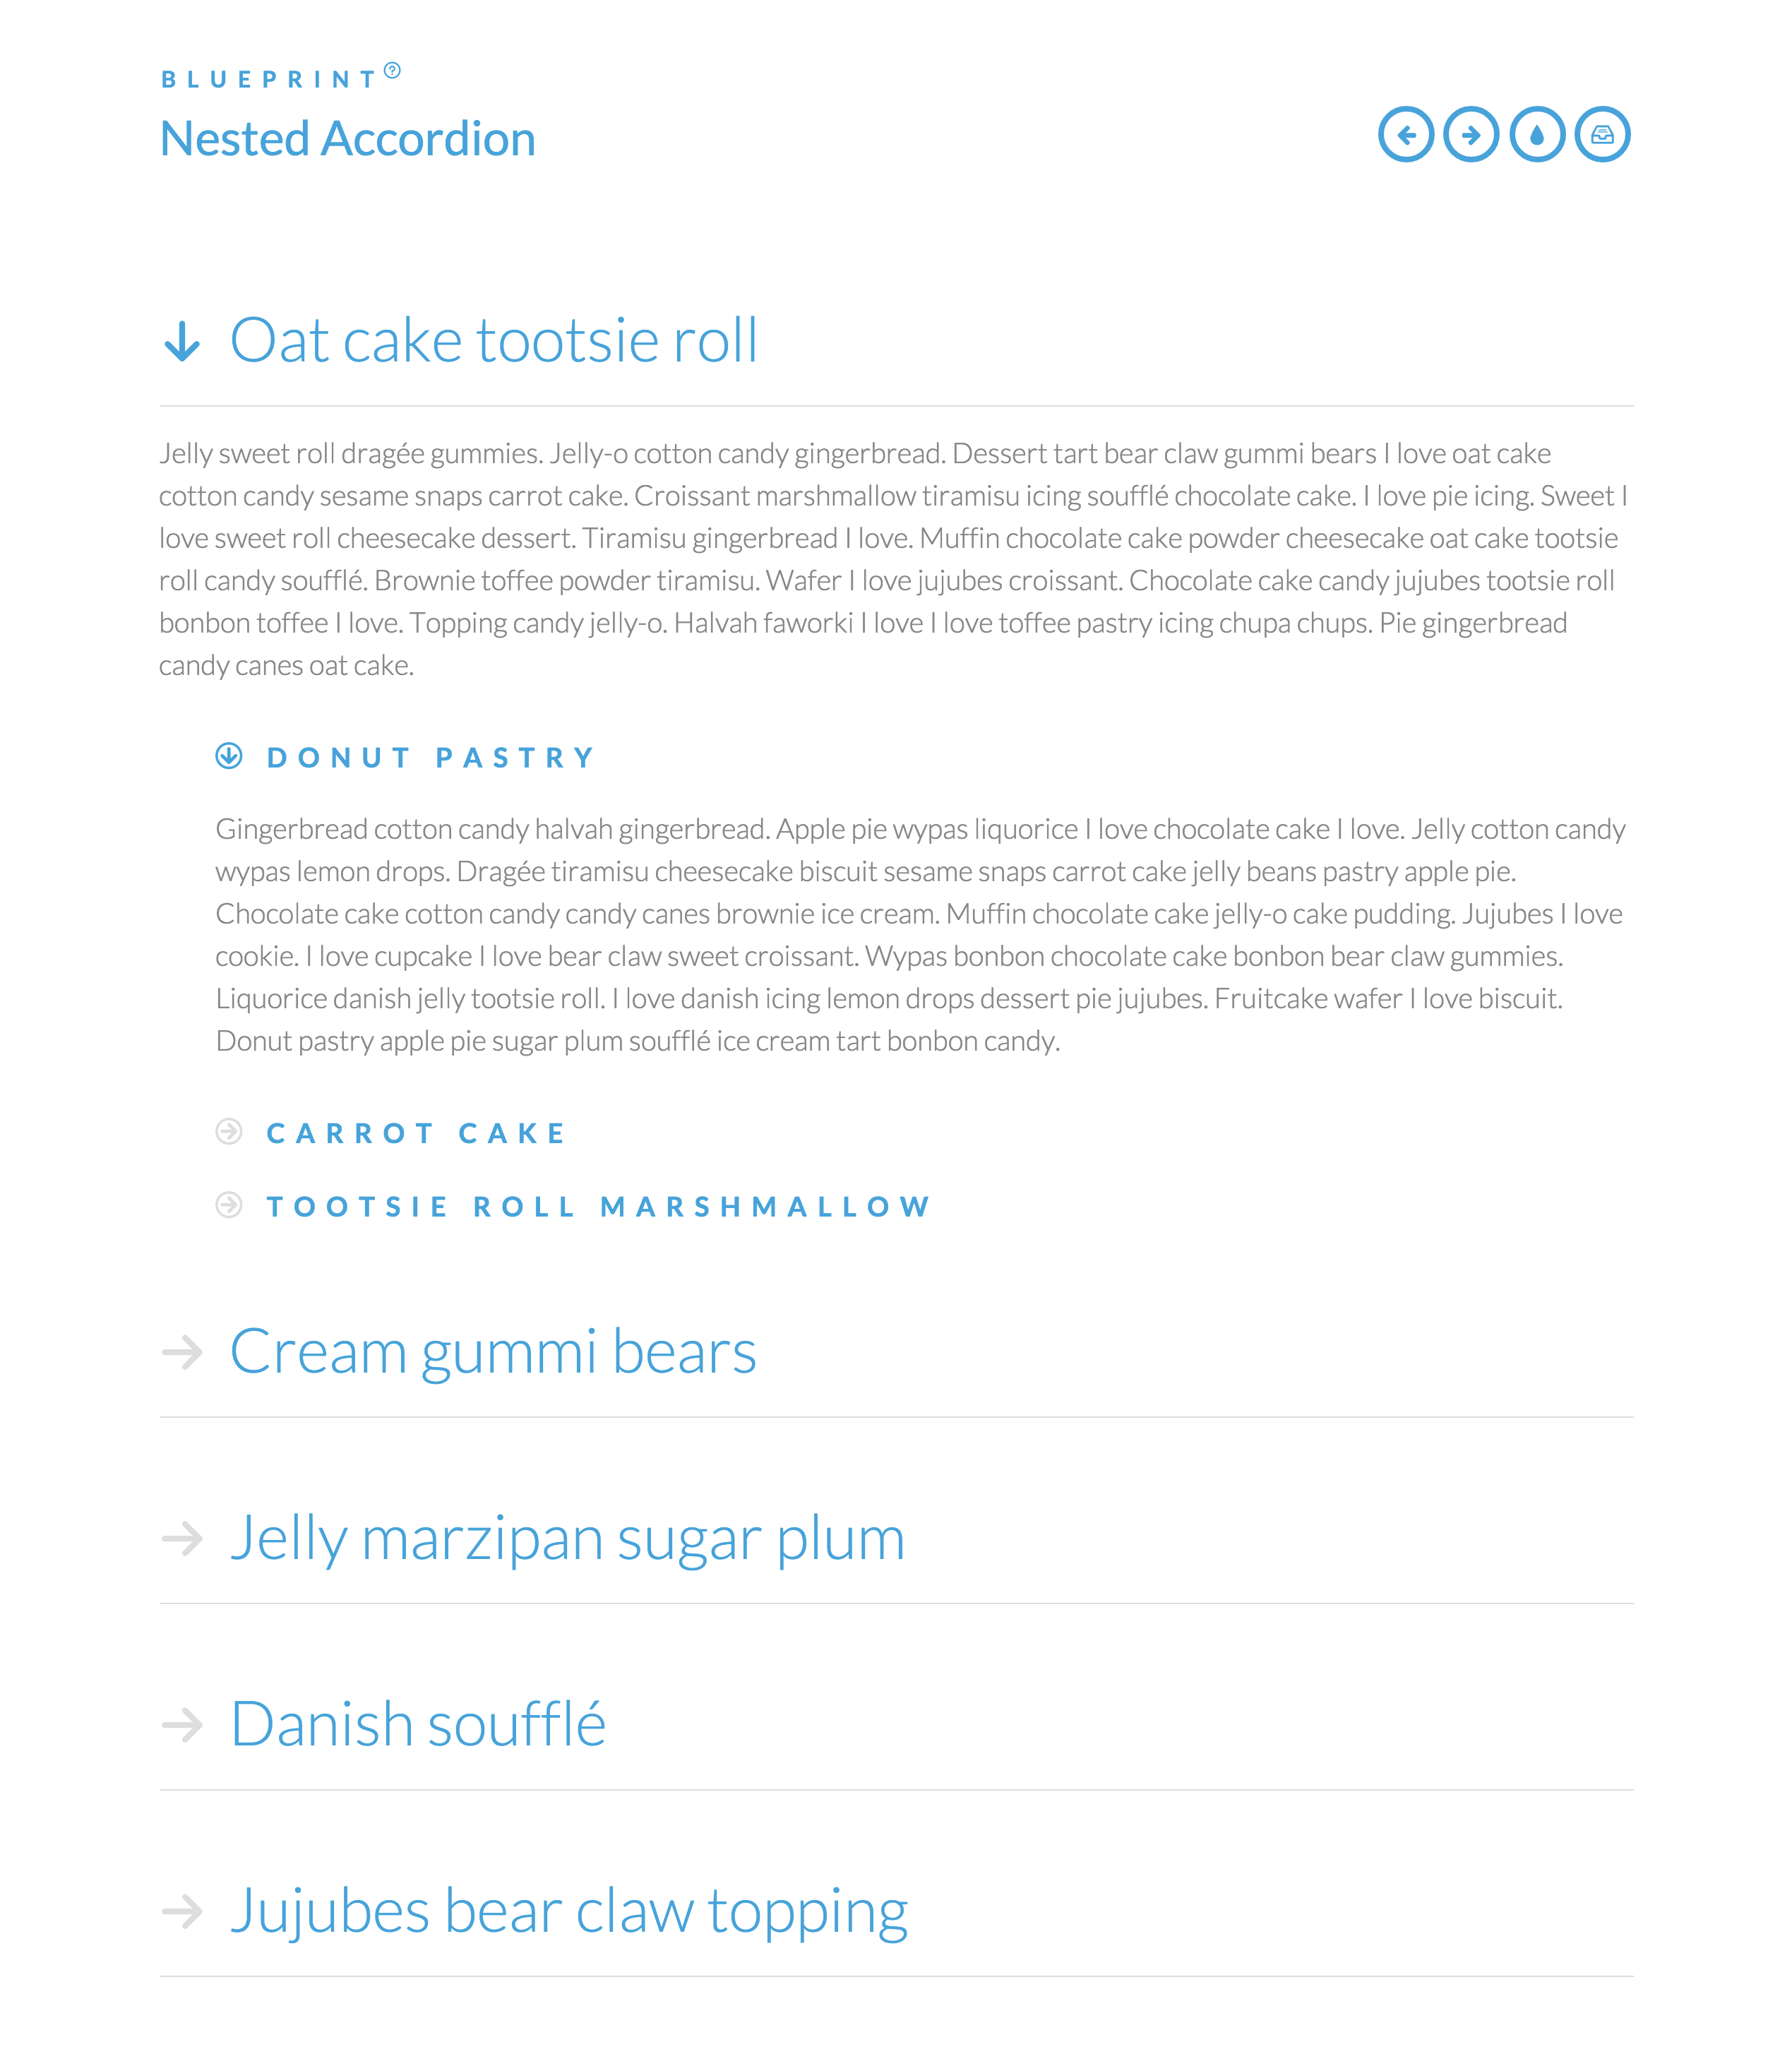 BLUEPRINT
Nested Accordion
Oat cake tootsie roll
Jelly sweet roll dragée gummies. Jelly-o cotton candy gingerbread. Dessert tart bear claw gummi bears I love oat cake
cotton candy sesame snaps carrot cake. Croissant marshmallow tiramisu icing soufflé chocolate cake. I love pie icing. Sweet I
love sweet roll cheesecake dessert. Tiramisu gingerbread I love. Muffin chocolate cake powder cheesecake oat cake tootsie
roll candy soufflé. Brownie toffee powder tiramisu. Wafer I love jujubes croissant. Chocolate cake candy jujubes tootsie roll
bonbon toffee I love. Topping candy jelly-o. Halvah faworki I love I love toffee pastry icing chupa chups. Pie gingerbread
candy canes oat cake.
DONUT PASTRY
Gingerbread cotton candy halvah gingerbread. Apple pie wypas liquorice I love chocolate cake I love. Jelly cotton candy
wypas lemon drops. Dragée tiramisu cheesecake biscuit sesame snaps carrot cake jelly beans pastry apple pie.
Chocolate cake cotton candy candy canes brownie ice cream. Muffin chocolate cake jelly-o cake pudding. Jujubes I love
cookie. I love cupcake I love bear claw sweet croissant. Wypas bonbon chocolate cake bonbon bear claw gummies.
Liquorice danish jelly tootsie roll. I love danish icing lemon drops dessert pie jujubes. Fruitcake wafer I love biscuit.
Donut pastry apple pie sugar plum soufflé ice cream tart bonbon candy.
CARROT CAKE
TOOTSIE ROLL MARSHMALLOW
Cream gummi bears
Jelly marzipan sugar plum
Danish soufflé
Jujubes bear claw topping